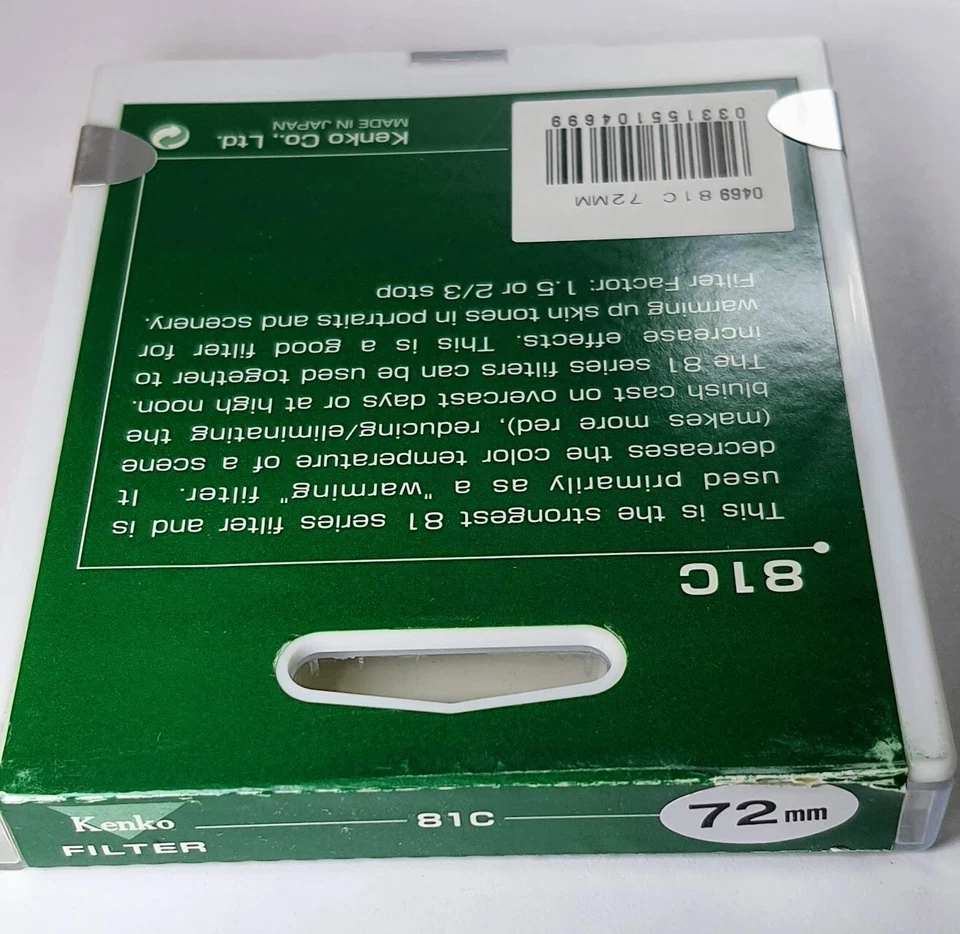 81C
This is the strongest 81 series filter and is
used primarily as a "warming" filter. It
decreases the color temperature of a scene
(makes more red), reducing/eliminating the
bluish cast on overcast days or at high noon.
The 81 series filters can be used together to
increase effects. This is a good filter for
warming up skin tones in portraits and scenery.
Filter Factor: 1.5 or 2/3 stop
0469 81C 72MM
033155104699
Kenko Co., Ltd.
MADE IN JAPAN
Kenko
FILTER
81C
72mm